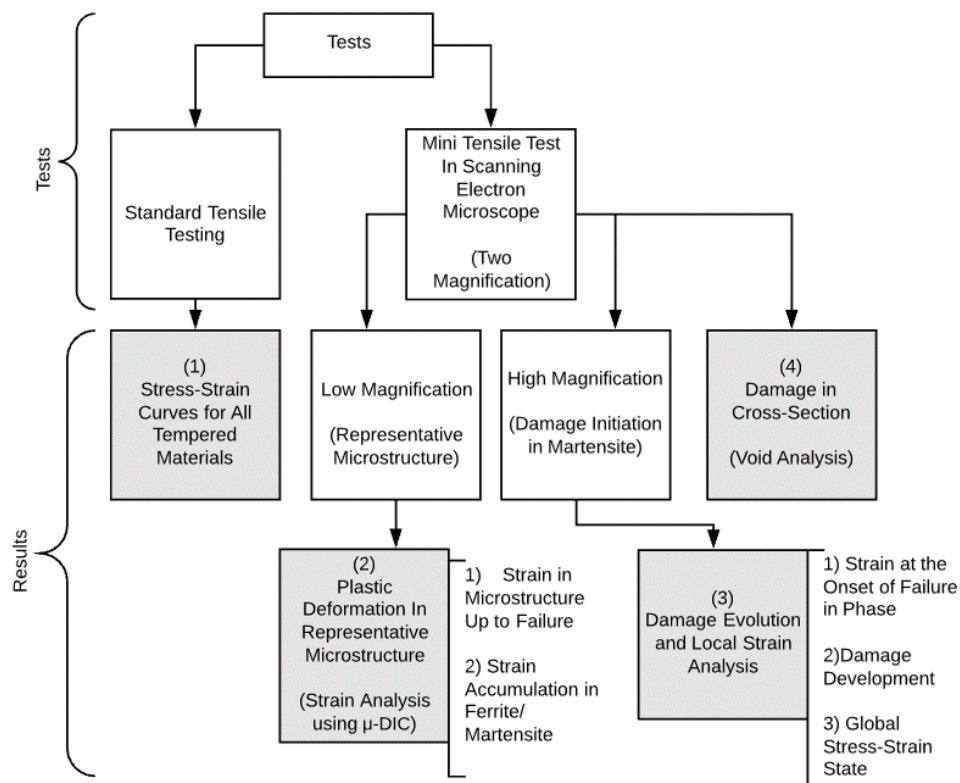 Tests
Tests
Standard Tensile
Testing
Mini Tensile Test
In Scanning
Electron
Microscope
(Two
Magnification)
Results
(1)
Stress-Strain
Curves for All
Tempered
Materials
Low Magnification
(Representative
Microstructure)
High Magnification
(Damage Initiation
in Martensite)
(4)
Damage in
Cross-Section
(Void Analysis)
(2)
Plastic
Deformation In
Representative
Microstructure
(Strain Analysis
using μ-DIC)
1) Strain in
Microstructure
Up to Failure
2) Strain
Accumulation in
Ferrite/
Martensite
(3)
Damage Evolution
and Local Strain
Analysis
1) Strain at the
Onset of Failure
in Phase
2)Damage
Development
3) Global
Stress-Strain
State